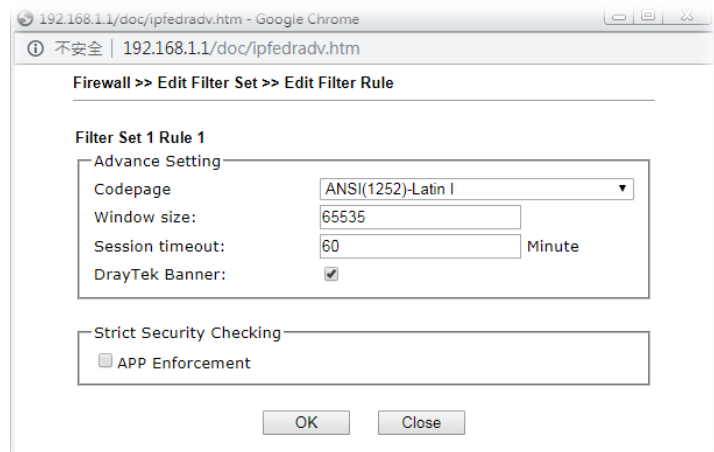 192.168.1.1/doc/ipfedradv.htm - Google Chrome
不安全 | 192.168.1.1/doc/ipfedradv.htm
Firewall >> Edit Filter Set >> Edit Filter Rule
Filter Set 1 Rule 1
Advance Setting
Codepage ANSI(1252)-Latin I
Window size: 65535
Session timeout: 60 Minute
DrayTek Banner:
Strict Security Checking
APP Enforcement
OK Close